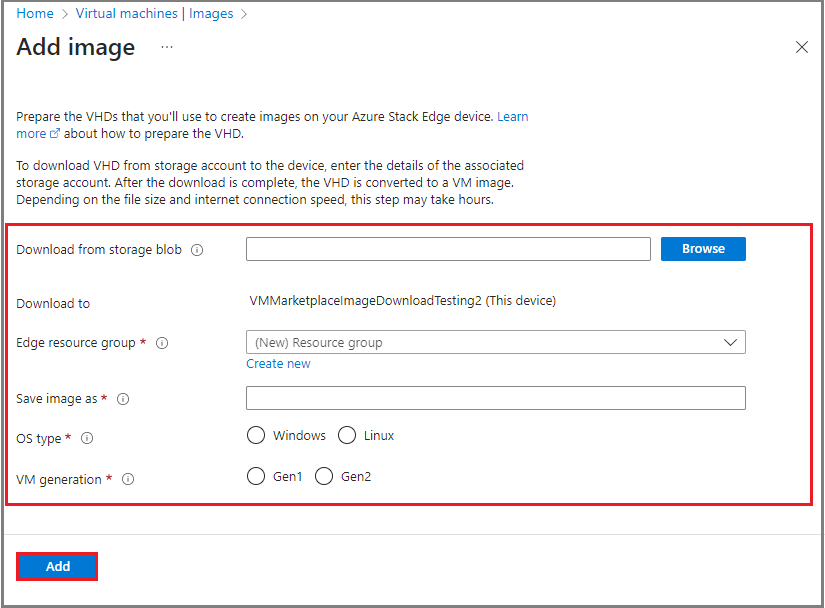 Home > Virtual machines | Images >
Add image ...
Prepare the VHDs that you'll use to create images on your Azure Stack Edge device. Learn
more about how to prepare the VHD.
To download VHD from storage account to the device, enter the details of the associated
storage account. After the download is complete, the VHD is converted to a VM image.
Depending on the file size and internet connection speed, this step may take hours.
Download from storage blob Browse
Download to VMMarketplaceImageDownloadTesting2 (This device)
Edge resource group * (New) Resource group
Create new
Save image as *
OS type * Windows Linux
VM generation * Gen1 Gen2
Add